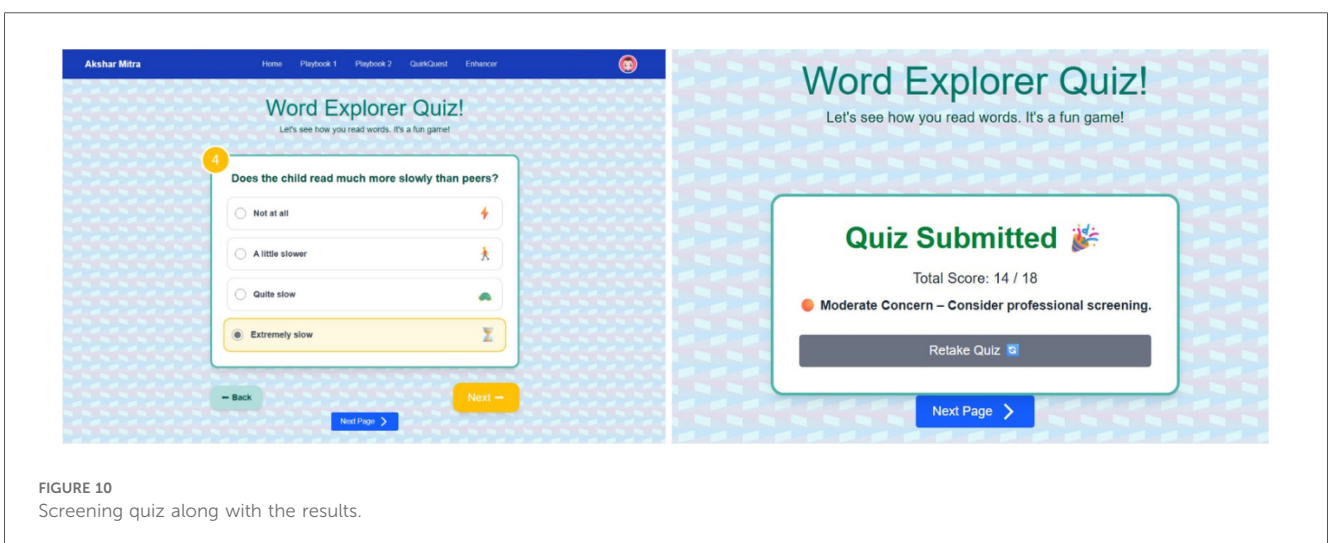 Akshar Mitra Home Playbook 1 Playbook 2 QuirkQuest Enhancer
Word Explorer Quiz!
Let's see how you read words. It's a fun game!
4
Does the child read much more slowly than peers?
Not at all
A little slower
Quite slow
Extremely slow
Back
Next
Next Page
Word Explorer Quiz!
Let's see how you read words. It's a fun game!
Quiz Submitted
Total Score: 14 / 18
Moderate Concern – Consider professional screening.
Retake Quiz
Next Page
FIGURE 10
Screening quiz along with the results.